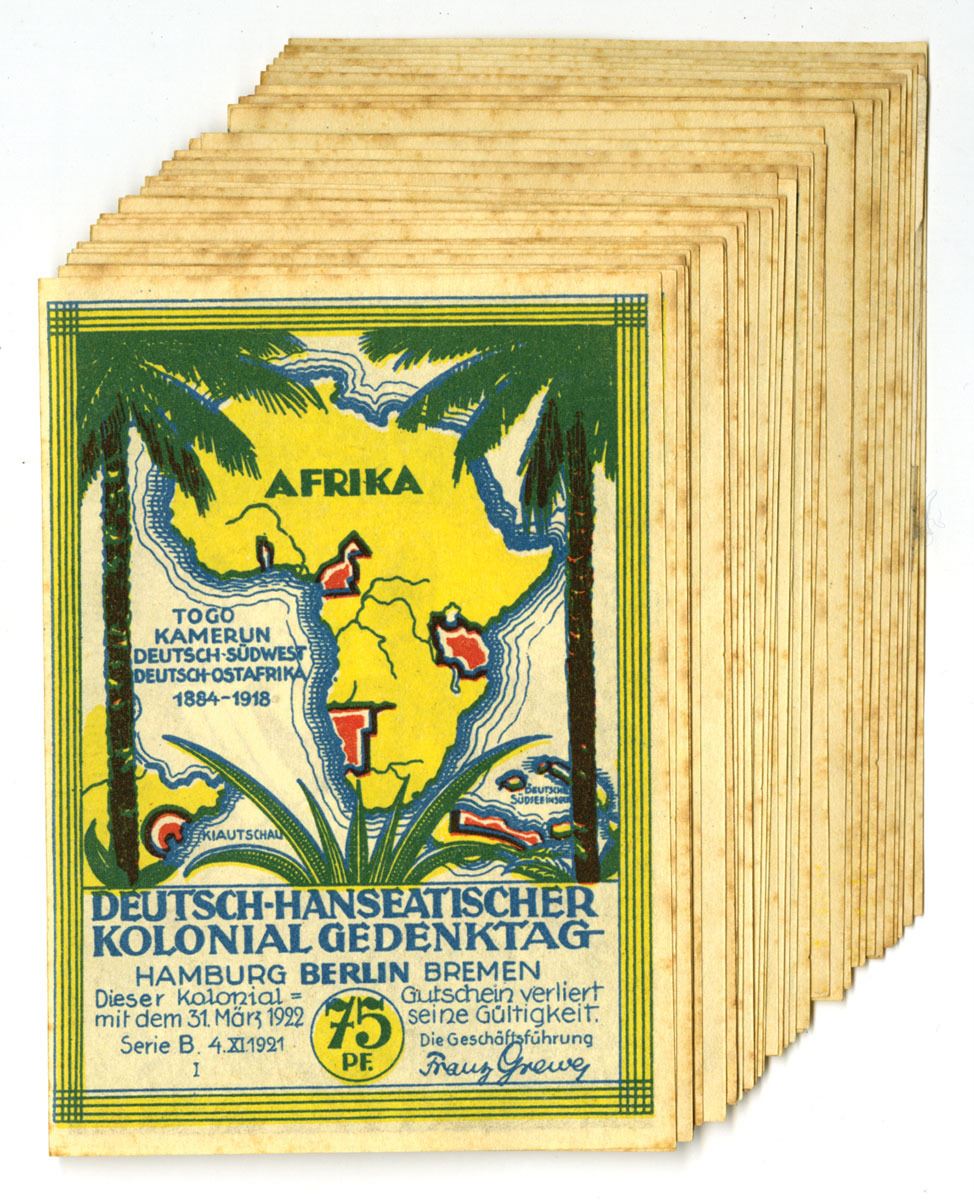 AFRIKA
TOGO
KAMERUN
DEUTSCH-SÜDWEST
DEUTSCH-OSTAFRIKA
1884-1918
DEUTSCHE
SÜDSEEINSELN
KIAUTSCHAU
DEUTSCH-HANSEATISCHER
KOLONIAL GEDENKTAG
HAMBURG BERLIN BREMEN
Dieser Kolonial = Gutschein verliert
mit dem 31. März 1922 seine Gültigkeit.
75
PF.
Serie B. 4.XI.1921
I
Die Geschäftsführung
Franz Grewe